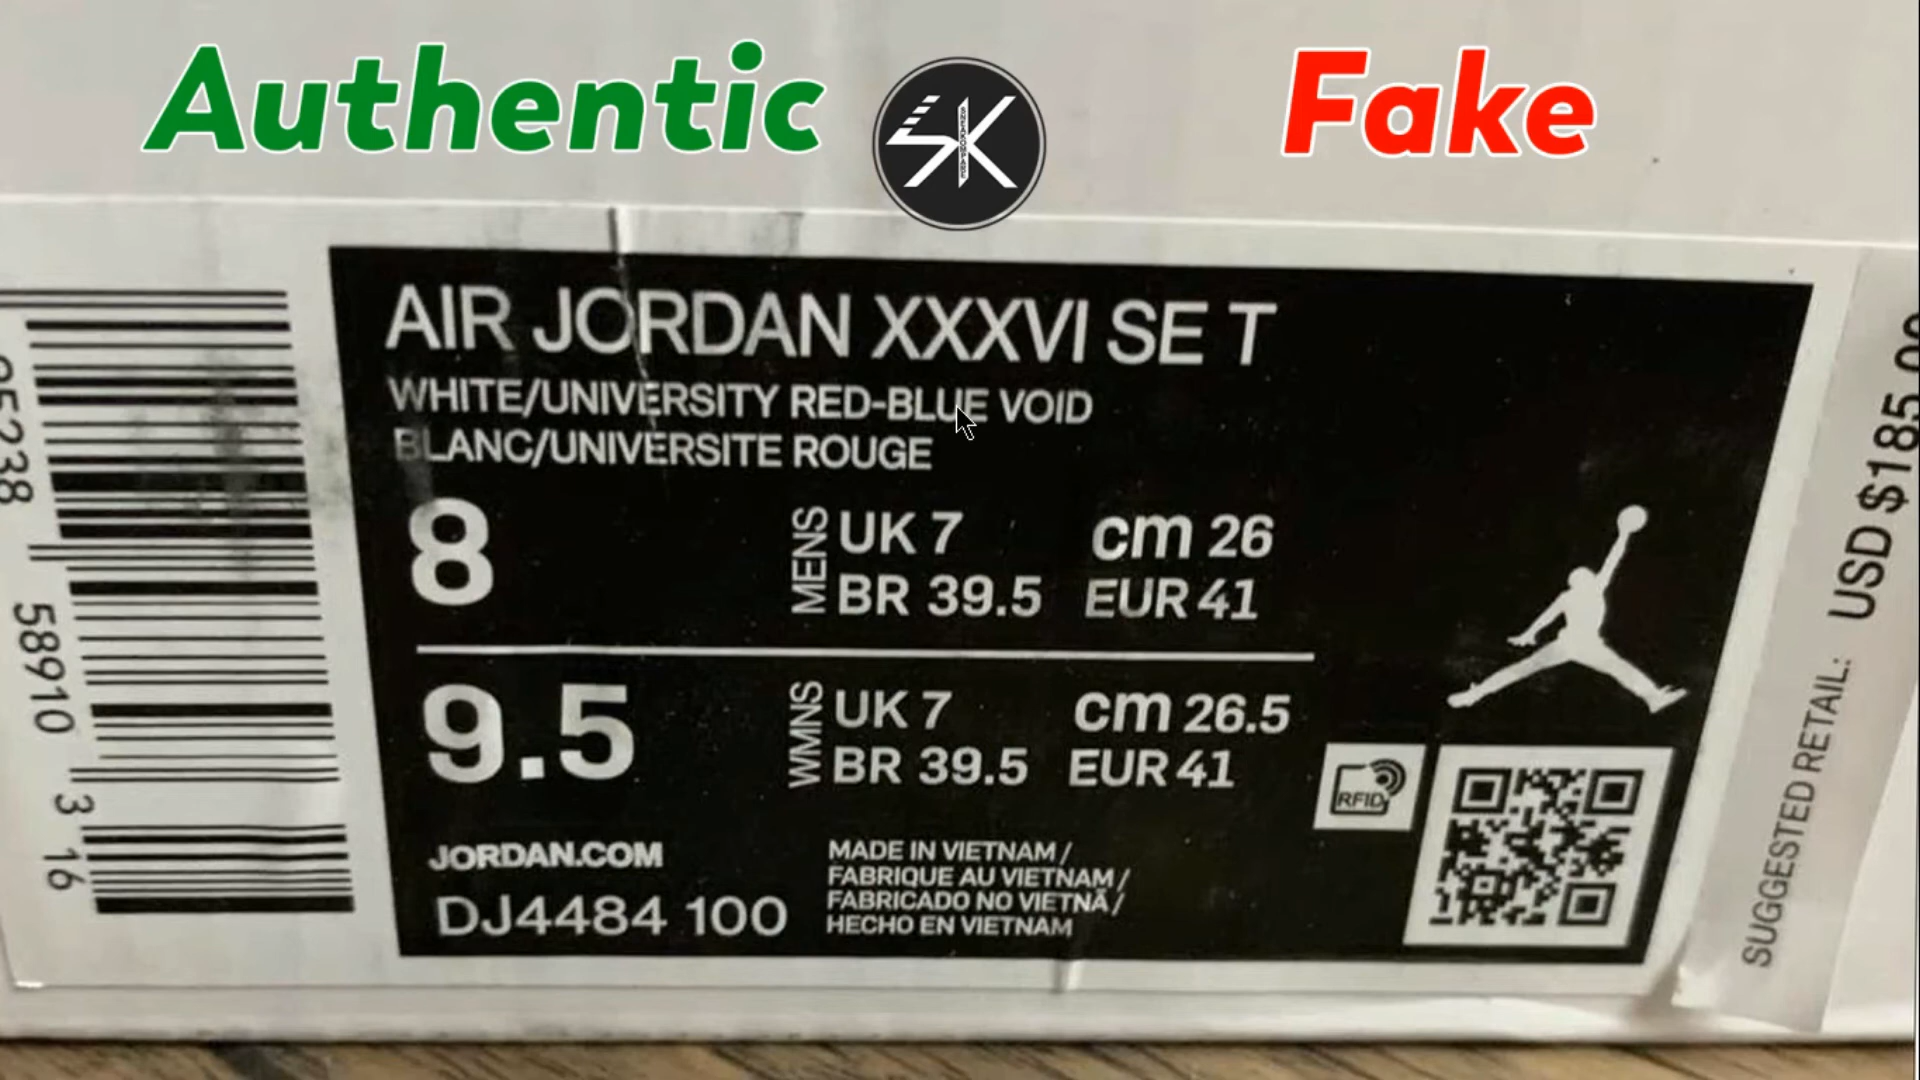 Authentic
SK
Fake
AIR JORDAN XXXVI SE T
WHITE/UNIVERSITY RED-BLUE VOID
BLANC/UNIVERSITE ROUGE
8
MENS
UK 7
cm 26
BR 39.5
EUR 41
9.5
WMNS
UK 7
cm 26.5
BR 39.5
EUR 41
RFID
JORDAN.COM
DJ4484 100
MADE IN VIETNAM /
FABRIQUE AU VIETNAM /
FABRICADO NO VIETNÃ /
HECHO EN VIETNAM
58910
3
16
SUGGESTED RETAIL: USD $185.00